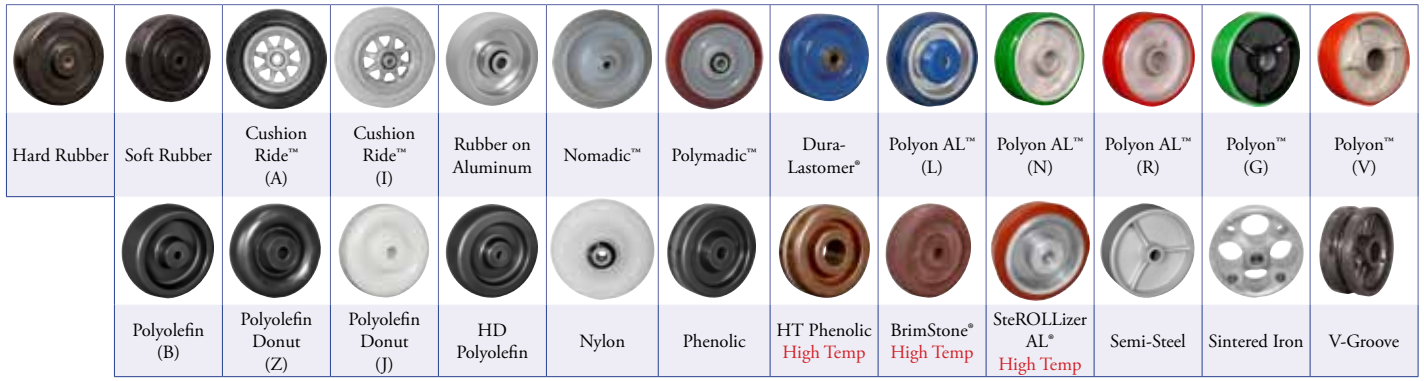 Hard Rubber
Soft Rubber
Cushion
Ride™
(A)
Cushion
Ride™
(I)
Rubber on
Aluminum
Nomadic™
Polymadic™
Dura-
Lastomer®
Polyon AL™
(L)
Polyon AL™
(N)
Polyon AL™
(R)
Polyon™
(G)
Polyon™
(V)
Polyolefin
(B)
Polyolefin
Donut
(Z)
Polyolefin
Donut
(J)
HD
Polyolefin
Nylon
Phenolic
HT Phenolic
High Temp
BrimStone®
High Temp
SteROLLizer
AL®
High Temp
Semi-Steel
Sintered Iron
V-Groove